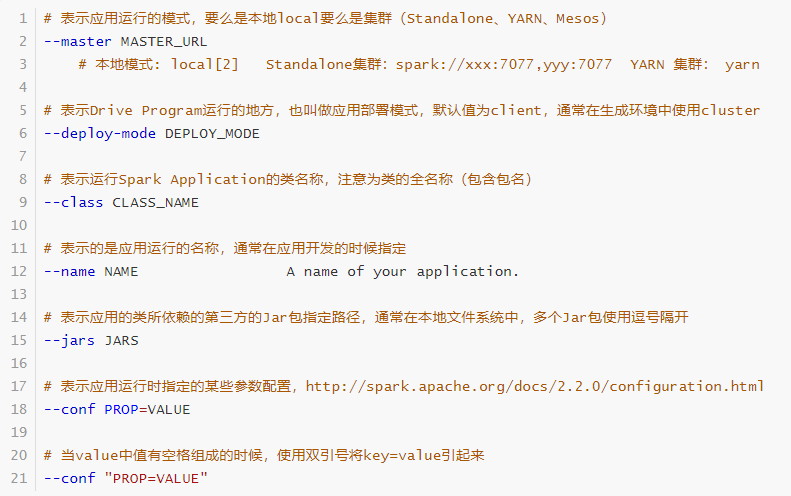 1 # 表示应用运行的模式，要么是本地local要么是集群（Standalone、YARN、Mesos）
2 --master MASTER_URL
3 # 本地模式: local[2] Standalone集群：spark://xxx:7077,yyy:7077 YARN 集群： yarn
4
5 # 表示Drive Program运行的地方，也叫做应用部署模式，默认值为client，通常在生成环境中使用cluster
6 --deploy-mode DEPLOY_MODE
7
8 # 表示运行Spark Application的类名称，注意为类的全名称（包含包名）
9 --class CLASS_NAME
10
11 # 表示的是应用运行的名称，通常在应用开发的时候指定
12 --name NAME A name of your application.
13
14 # 表示应用的类所依赖的第三方的Jar包指定路径，通常在本地文件系统中，多个Jar包使用逗号隔开
15 --jars JARS
16
17 # 表示应用运行时指定的某些参数配置，http://spark.apache.org/docs/2.2.0/configuration.html
18 --conf PROP=VALUE
19
20 # 当value中值有空格组成的时候，使用双引号将key=value引起来
21 --conf "PROP=VALUE"